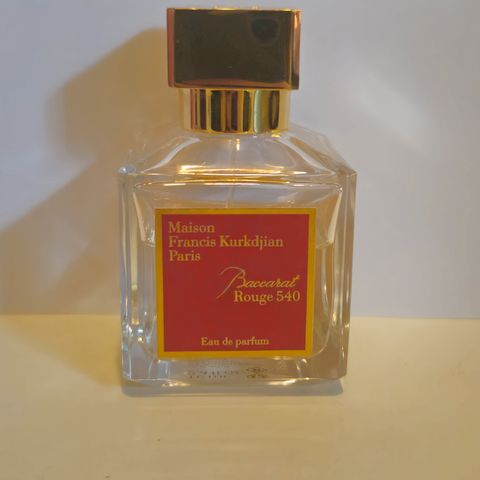 Maison
Francis Kurkdjian
Paris
Baccarat
Rouge 540
Eau de parfum